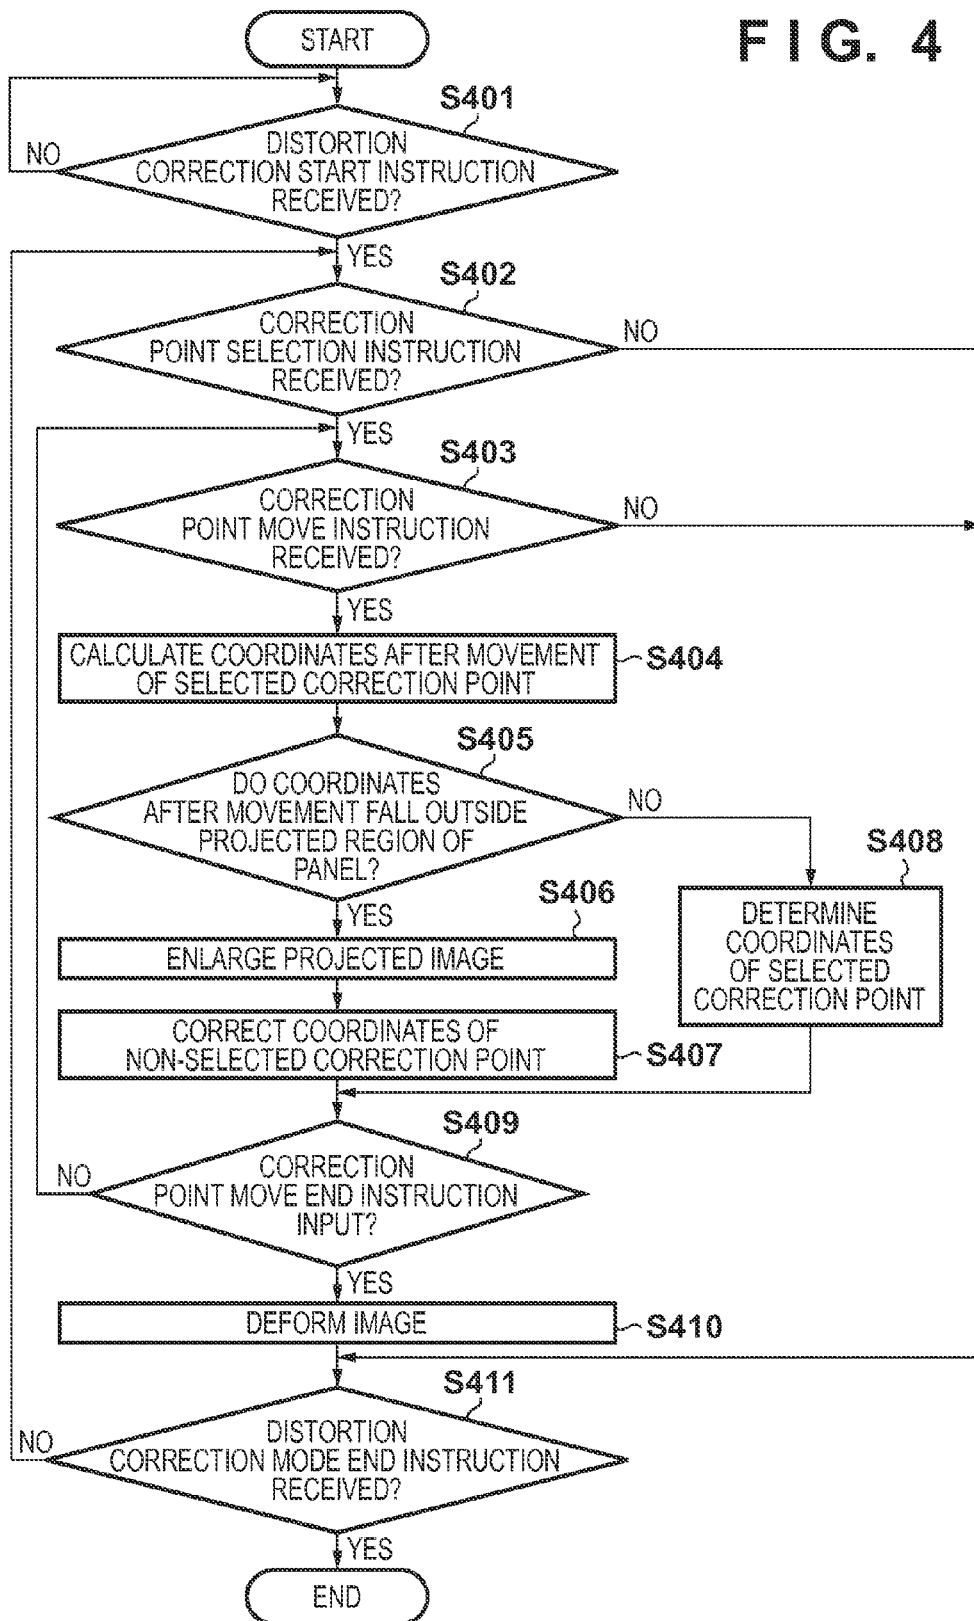 FIG. 4
START
S401
DISTORTION
CORRECTION START INSTRUCTION
RECEIVED?
NO
YES
S402
CORRECTION
POINT SELECTION INSTRUCTION
RECEIVED?
NO
YES
S403
CORRECTION
POINT MOVE INSTRUCTION
RECEIVED?
NO
YES
CALCULATE COORDINATES AFTER MOVEMENT
OF SELECTED CORRECTION POINT
S404
S405
DO COORDINATES
AFTER MOVEMENT FALL OUTSIDE
PROJECTED REGION OF
PANEL?
NO
YES
S408
DETERMINE
COORDINATES
OF SELECTED
CORRECTION POINT
S406
ENLARGE PROJECTED IMAGE
CORRECT COORDINATES OF
NON-SELECTED CORRECTION POINT
S407
S409
CORRECTION
POINT MOVE END INSTRUCTION
INPUT?
NO
YES
DEFORM IMAGE
S410
S411
DISTORTION
CORRECTION MODE END INSTRUCTION
RECEIVED?
NO
YES
END